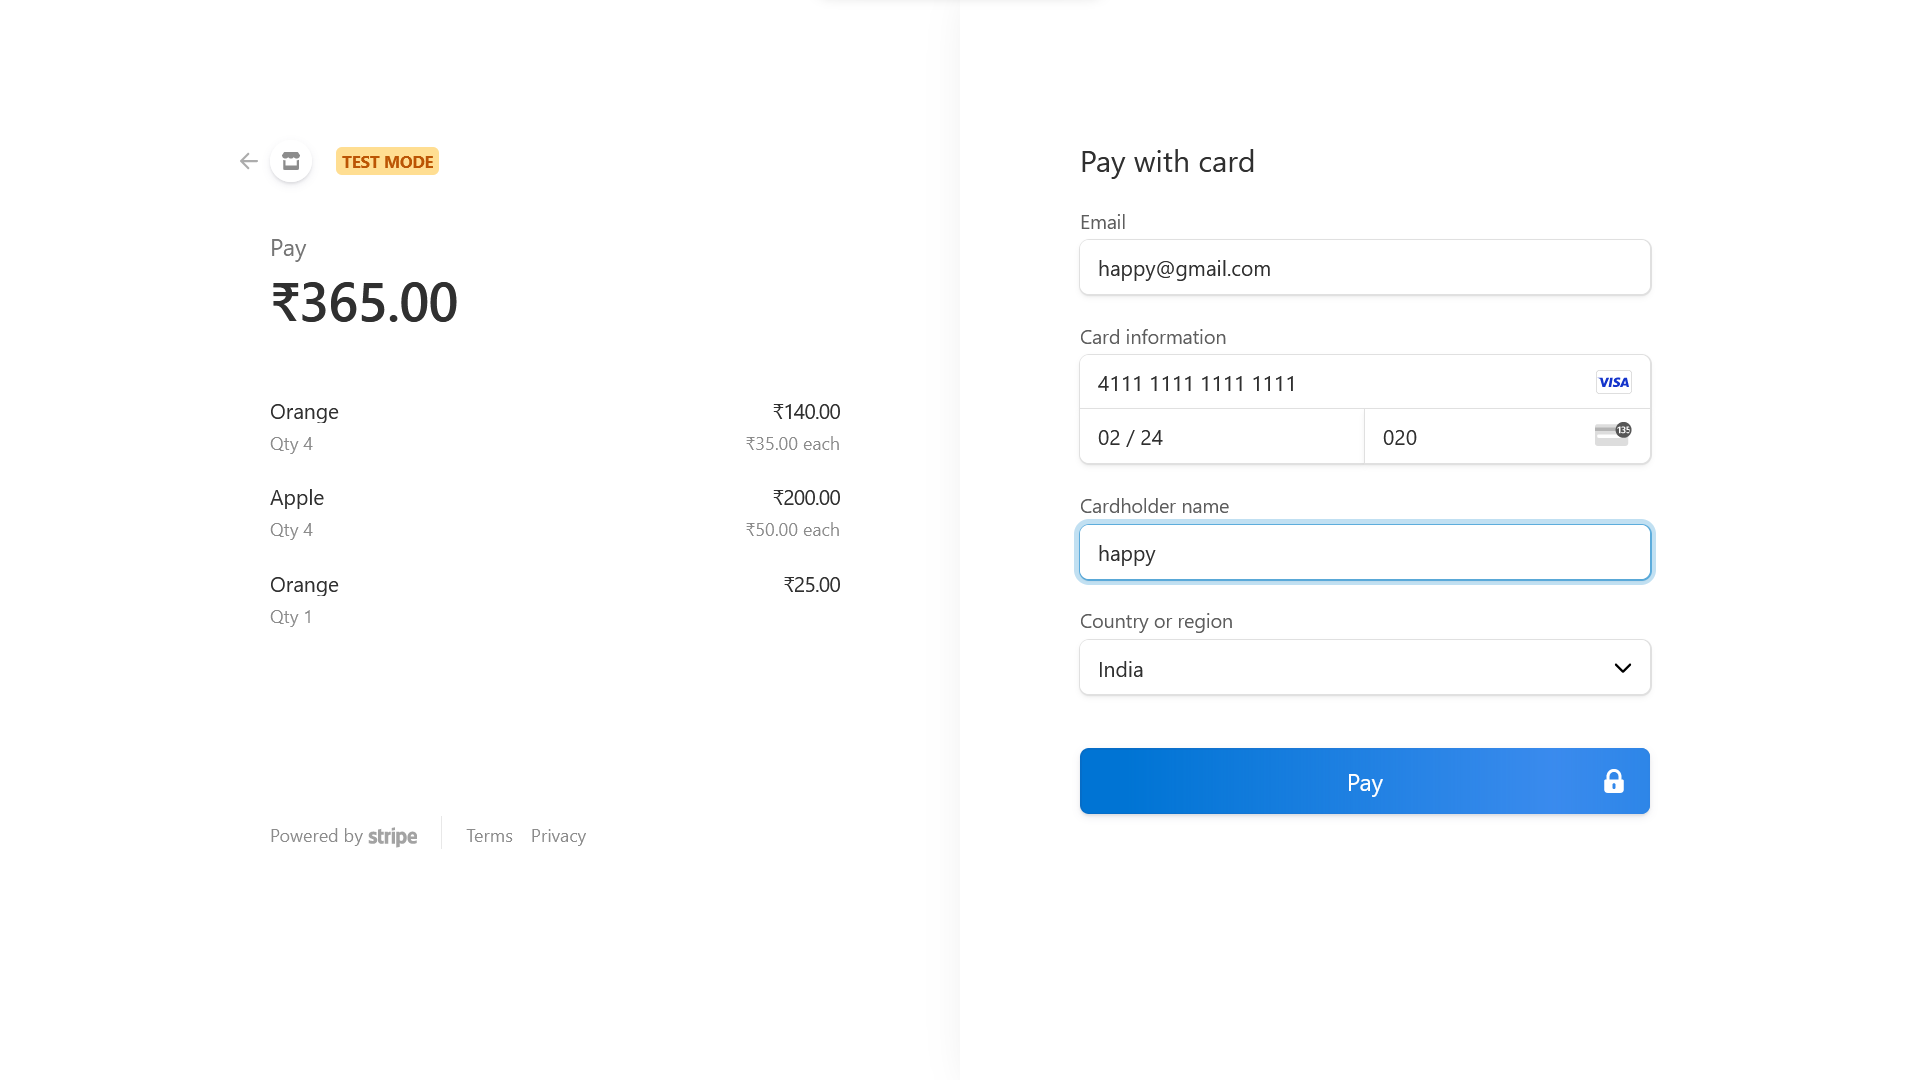 TEST MODE
Pay
₹365.00
Orange ₹140.00
Qty 4 ₹35.00 each
Apple ₹200.00
Qty 4 ₹50.00 each
Orange ₹25.00
Qty 1
Powered by stripe Terms Privacy
Pay with card
Email
happy@gmail.com
Card information
4111 1111 1111 1111 VISA
02 / 24 020 135
Cardholder name
happy
Country or region
India
Pay